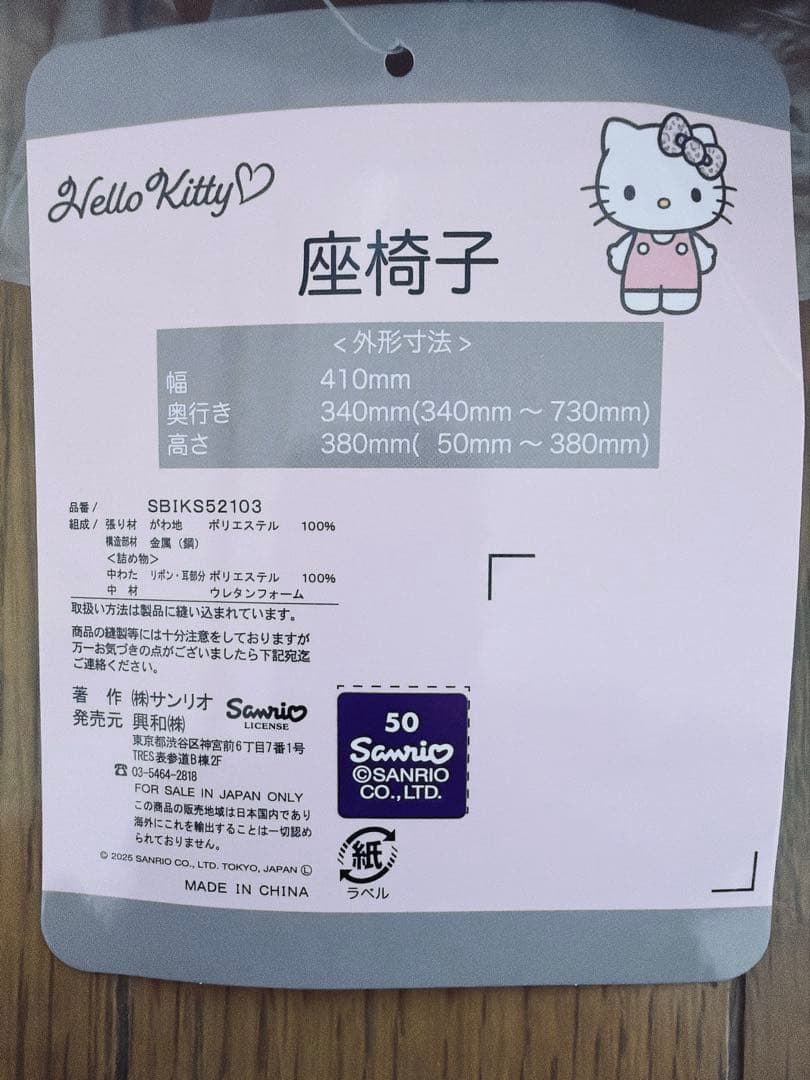 Hello Kitty♡
座椅子
<外形寸法>
幅 410mm
奥行き 340mm(340mm ~ 730mm)
高さ 380mm( 50mm ~ 380mm)
品番/ SBIKS52103
組成/ 張り材 がわ地 ポリエステル 100%
構造部材 金属（鋼）
<詰め物>
中わた リボン・耳部分 ポリエステル 100%
中 材 ウレタンフォーム
取扱い方法は製品に縫い込まれています。
商品の縫製等には十分注意をしておりますが
万一お気づきの点がございましたら下記宛迄
ご連絡ください。
著 作 ㈱サンリオ
Sanrio
LICENSE
発売元 興和㈱
東京都渋谷区神宮前6丁目7番1号
TRES表参道B棟2F
☎ 03-5464-2818
FOR SALE IN JAPAN ONLY
この商品の販売地域は日本国内であり
海外にこれを輸出することは一切認め
られておりません。
© 2025 SANRIO CO., LTD. TOKYO, JAPAN Ⓛ
MADE IN CHINA
50
Sanrio
©SANRIO
CO.,LTD.
紙
ラベル